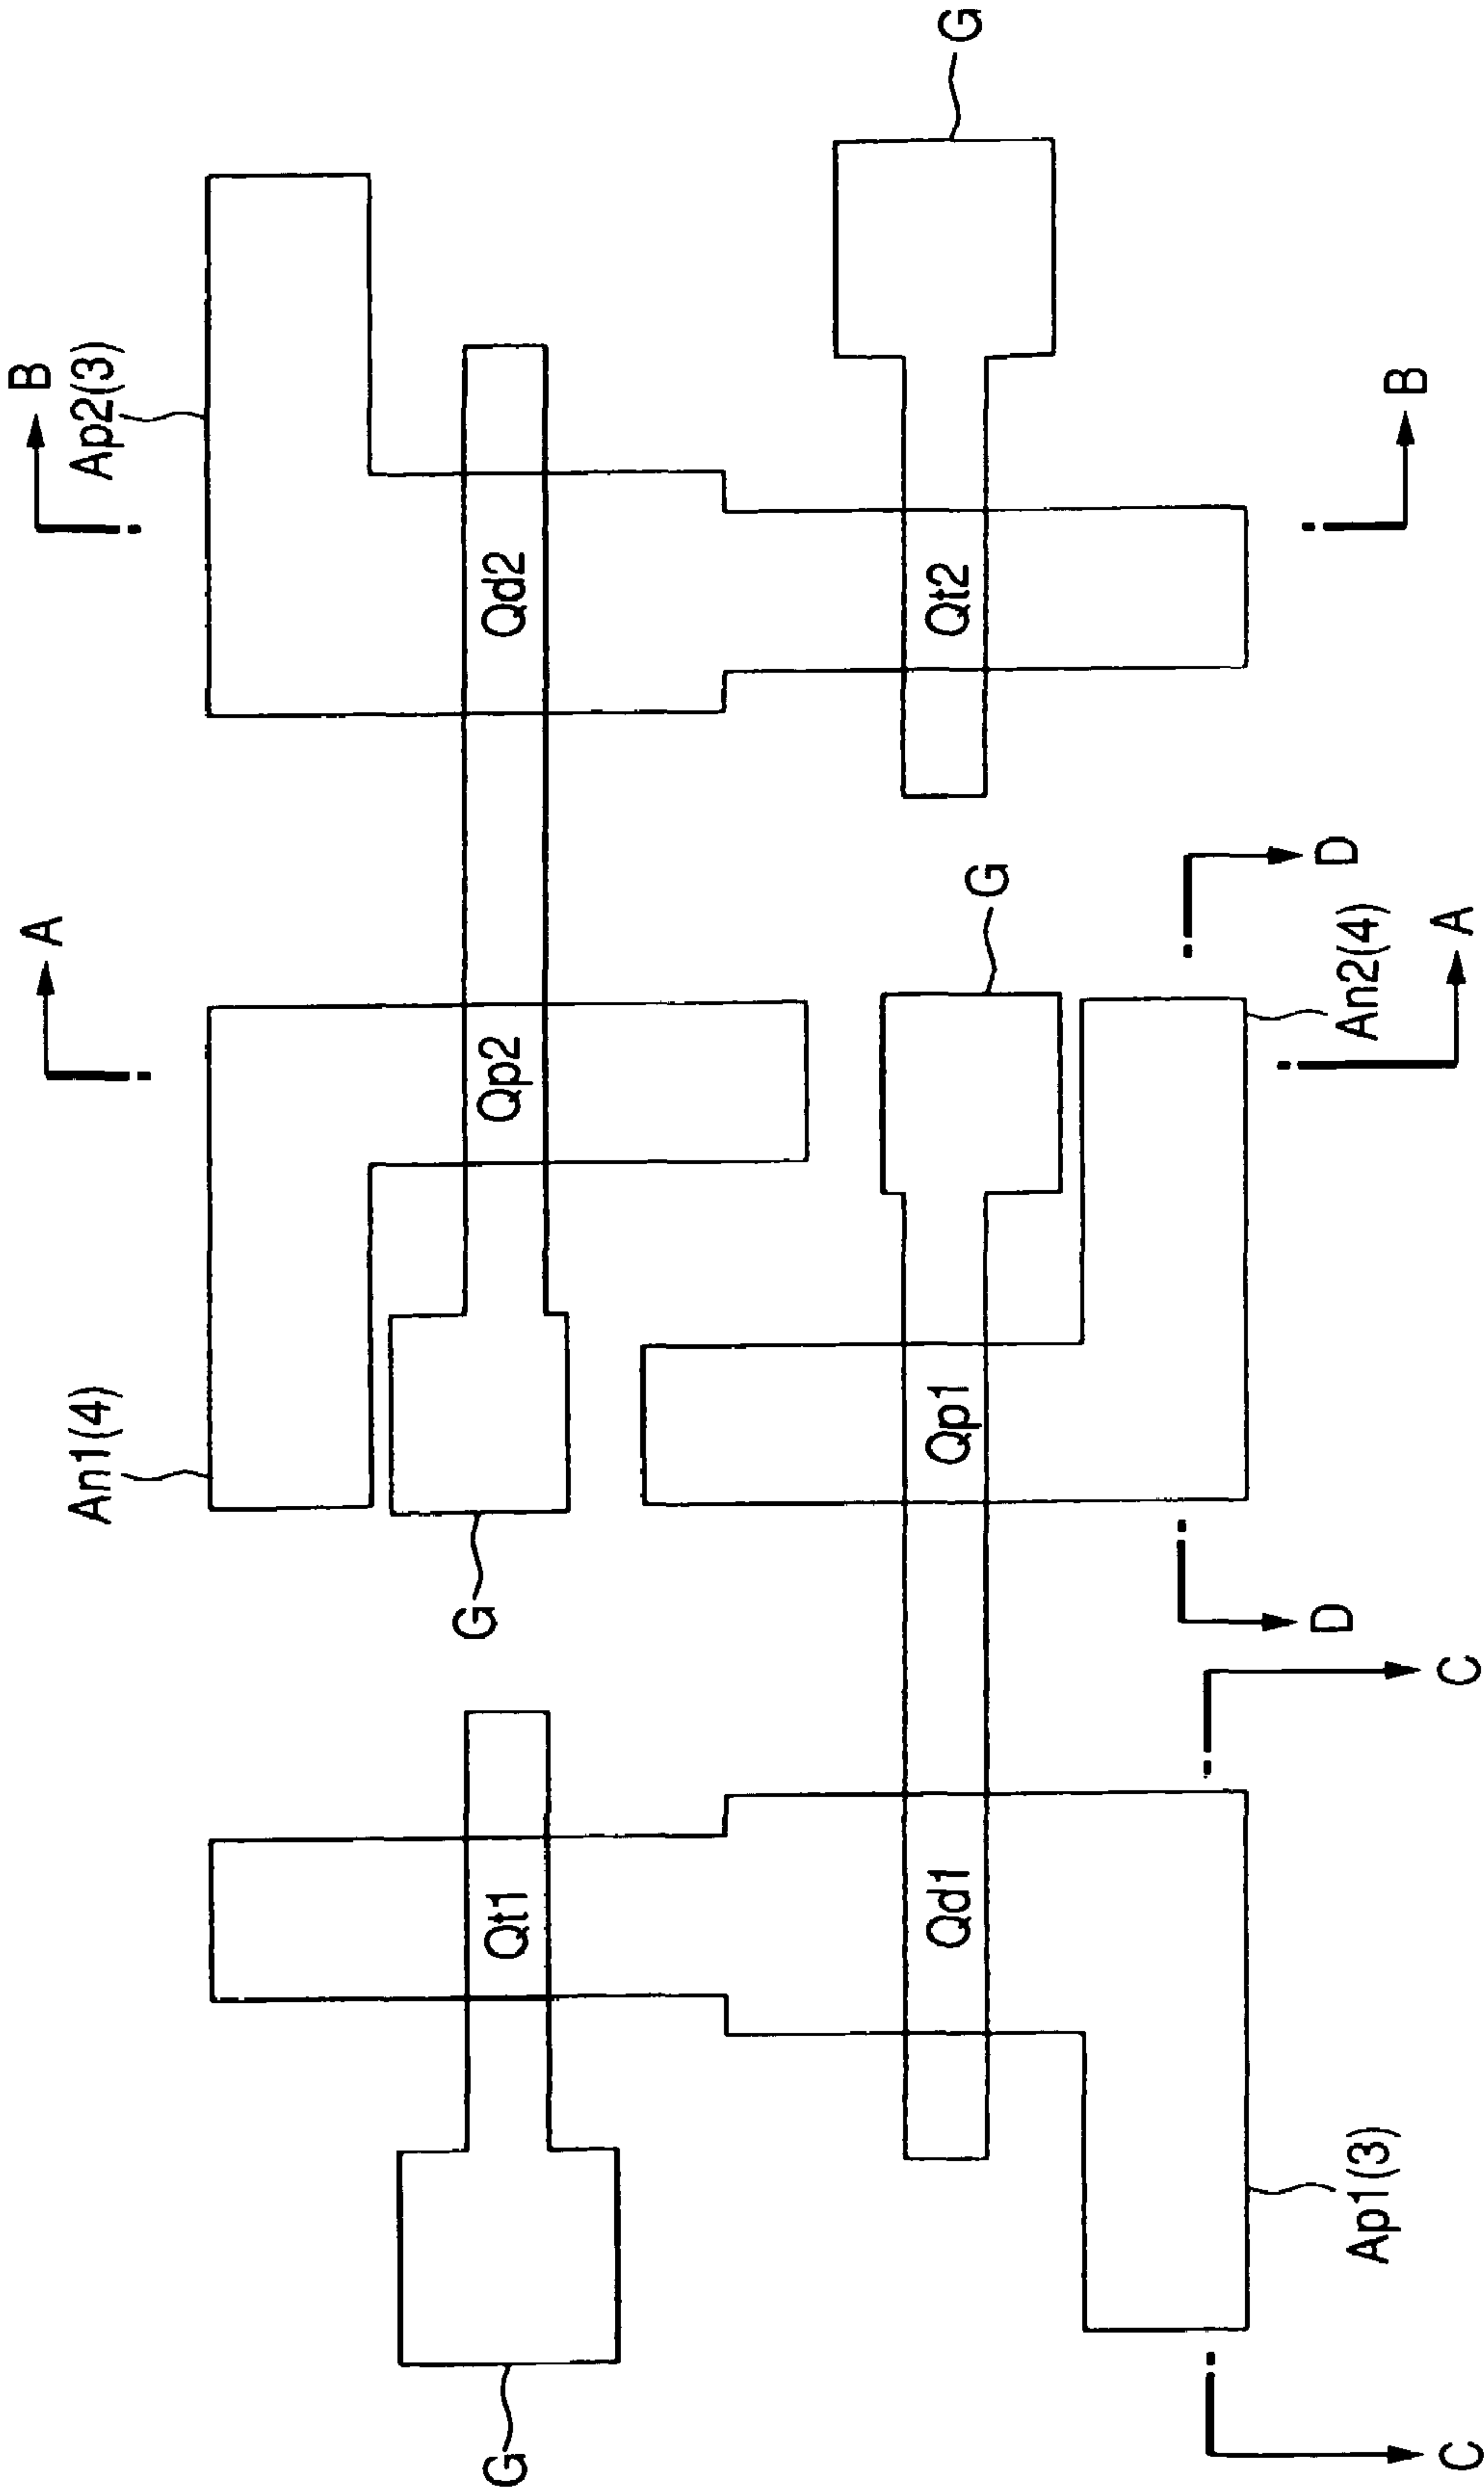 A
B
An1(4)
Ap2(3)
G
G
Qt1
Qp2
Qd2
Qd1
Qp1
Qt2
G
G
D
D
Ap1(3)
An2(4)
B
C
C
A